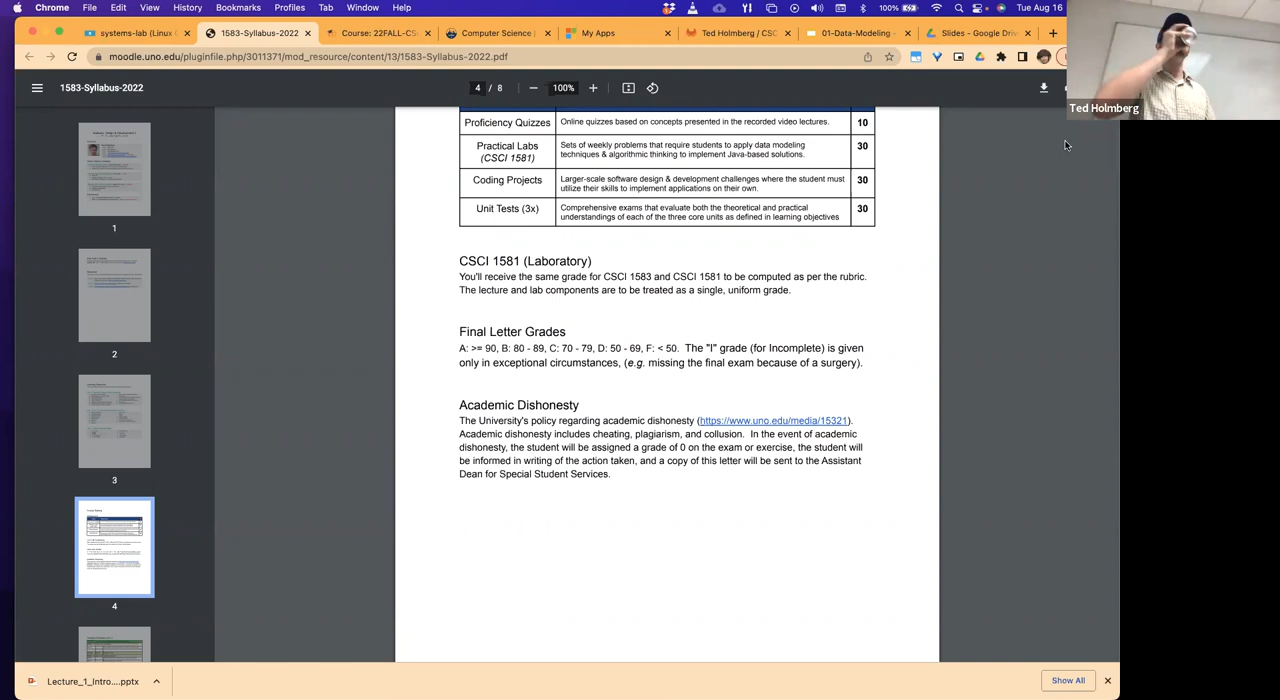 Chrome File Edit View History Bookmarks Profiles Tab Window Help 100% Tue Aug 16
systems-lab (Linux 1583-Syllabus-2022 Course: 22FALL-CS Computer Science | My Apps Ted Holmberg / CSC 01-Data-Modeling - Slides - Google Driv
moodle.uno.edu/pluginfile.php/3011371/mod_resource/content/13/1583-Syllabus-2022.pdf
1583-Syllabus-2022 4 / 8 100%
Ted Holmberg
1
2
3
4
Proficiency Quizzes Online quizzes based on concepts presented in the recorded video lectures. 10
Practical Labs Sets of weekly problems that require students to apply data modeling 30
(CSCI 1581) techniques & algorithmic thinking to implement Java-based solutions.
Coding Projects Larger-scale software design & development challenges where the student must 30
utilize their skills to implement applications on their own.
Unit Tests (3x) Comprehensive exams that evaluate both the theoretical and practical 30
understandings of each of the three core units as defined in learning objectives
CSCI 1581 (Laboratory)
You'll receive the same grade for CSCI 1583 and CSCI 1581 to be computed as per the rubric.
The lecture and lab components are to be treated as a single, uniform grade.
Final Letter Grades
A: >= 90, B: 80 - 89, C: 70 - 79, D: 50 - 69, F: < 50. The "I" grade (for Incomplete) is given
only in exceptional circumstances, (e.g. missing the final exam because of a surgery).
Academic Dishonesty
The University's policy regarding academic dishonesty (https://www.uno.edu/media/15321).
Academic dishonesty includes cheating, plagiarism, and collusion. In the event of academic
dishonesty, the student will be assigned a grade of 0 on the exam or exercise, the student will
be informed in writing of the action taken, and a copy of this letter will be sent to the Assistant
Dean for Special Student Services.
Lecture_1_Intro....pptx Show All